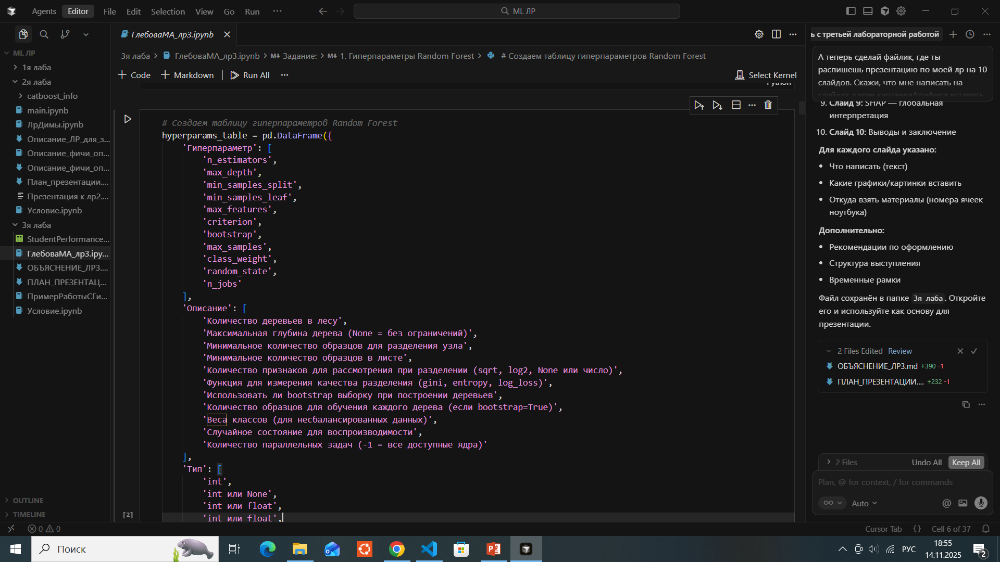 Agents Editor File Edit Selection View Go Run ··· ML ЛР
ML ЛР
1я лаба
2я лаба
catboost_info
main.ipynb
ЛрДимы.ipynb
Описание_ЛР_для_з...
Описание_фичи_оп...
Описание_фичи_оп...
План_презентации....
Презентация к лр2....
Условие.ipynb
3я лаба
StudentPerformance...
ГлебоваМА_лр3.ipy...
ОБЪЯСНЕНИЕ_ЛР3....
ПЛАН_ПРЕЗЕНТАЦ...
ПримерРаботыСГи...
Условие.ipynb
OUTLINE
TIMELINE
ГлебоваМА_лр3.ipynb
3я лаба > ГлебоваМА_лр3.ipynb > M↓ Задание: > M↓ 1. Гиперпараметры Random Forest > # Создаем таблицу гиперпараметров Random Forest
+ Code + Markdown Run All ··· Select Kernel
Python
# Создаем таблицу гиперпараметров Random Forest
hyperparams_table = pd.DataFrame({
'Гиперпараметр': [
'n_estimators',
'max_depth',
'min_samples_split',
'min_samples_leaf',
'max_features',
'criterion',
'bootstrap',
'max_samples',
'class_weight',
'random_state',
'n_jobs'
],
'Описание': [
'Количество деревьев в лесу',
'Максимальная глубина дерева (None = без ограничений)',
'Минимальное количество образцов для разделения узла',
'Минимальное количество образцов в листе',
'Количество признаков для рассмотрения при разделении (sqrt, log2, None или число)',
'Функция для измерения качества разделения (gini, entropy, log_loss)',
'Использовать ли bootstrap выборку при построении деревьев',
'Количество образцов для обучения каждого дерева (если bootstrap=True)',
'Веса классов (для несбалансированных данных)',
'Случайное состояние для воспроизводимости',
'Количество параллельных задач (-1 = все доступные ядра)'
],
'Тип': [
'int',
'int или None',
'int или float',
'int или float',
[2]
ь с третьей лабораторной работой
А теперь сделай файлик, где ты
распишешь презентацию по моей лр на 10
слайдов. Скажи, что мне написать на
слайдах, какие картинки/графики вставить
9. Слайд 9: SHAP — глобальная
интерпретация
10. Слайд 10: Выводы и заключение
Для каждого слайда указано:
• Что написать (текст)
• Какие графики/картинки вставить
• Откуда взять материалы (номера ячеек
ноутбука)
Дополнительно:
• Рекомендации по оформлению
• Структура выступления
• Временные рамки
Файл сохранён в папке 3я лаба. Откройте
его и используйте как основу для
презентации.
2 Files Edited Review
ОБЪЯСНЕНИЕ_ЛР3.md +390 -1
ПЛАН_ПРЕЗЕНТАЦИИ.... +232 -1
2 Files Undo All Keep All
Plan, @ for context, / for commands
∞ Auto @
0 0 Cursor Tab {} Cell 6 of 37
Поиск
РУС
18:55
14.11.2025
2